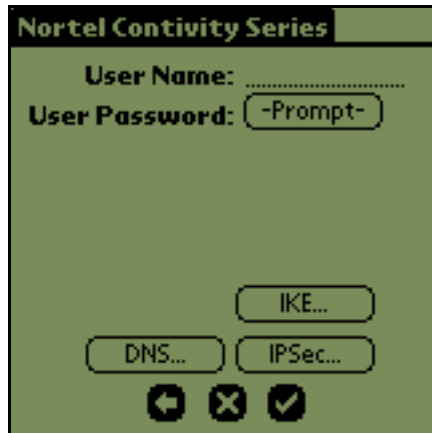 Nortel Contivity Series
User Name:
User Password: -Prompt-
IKE...
DNS... IPSec...